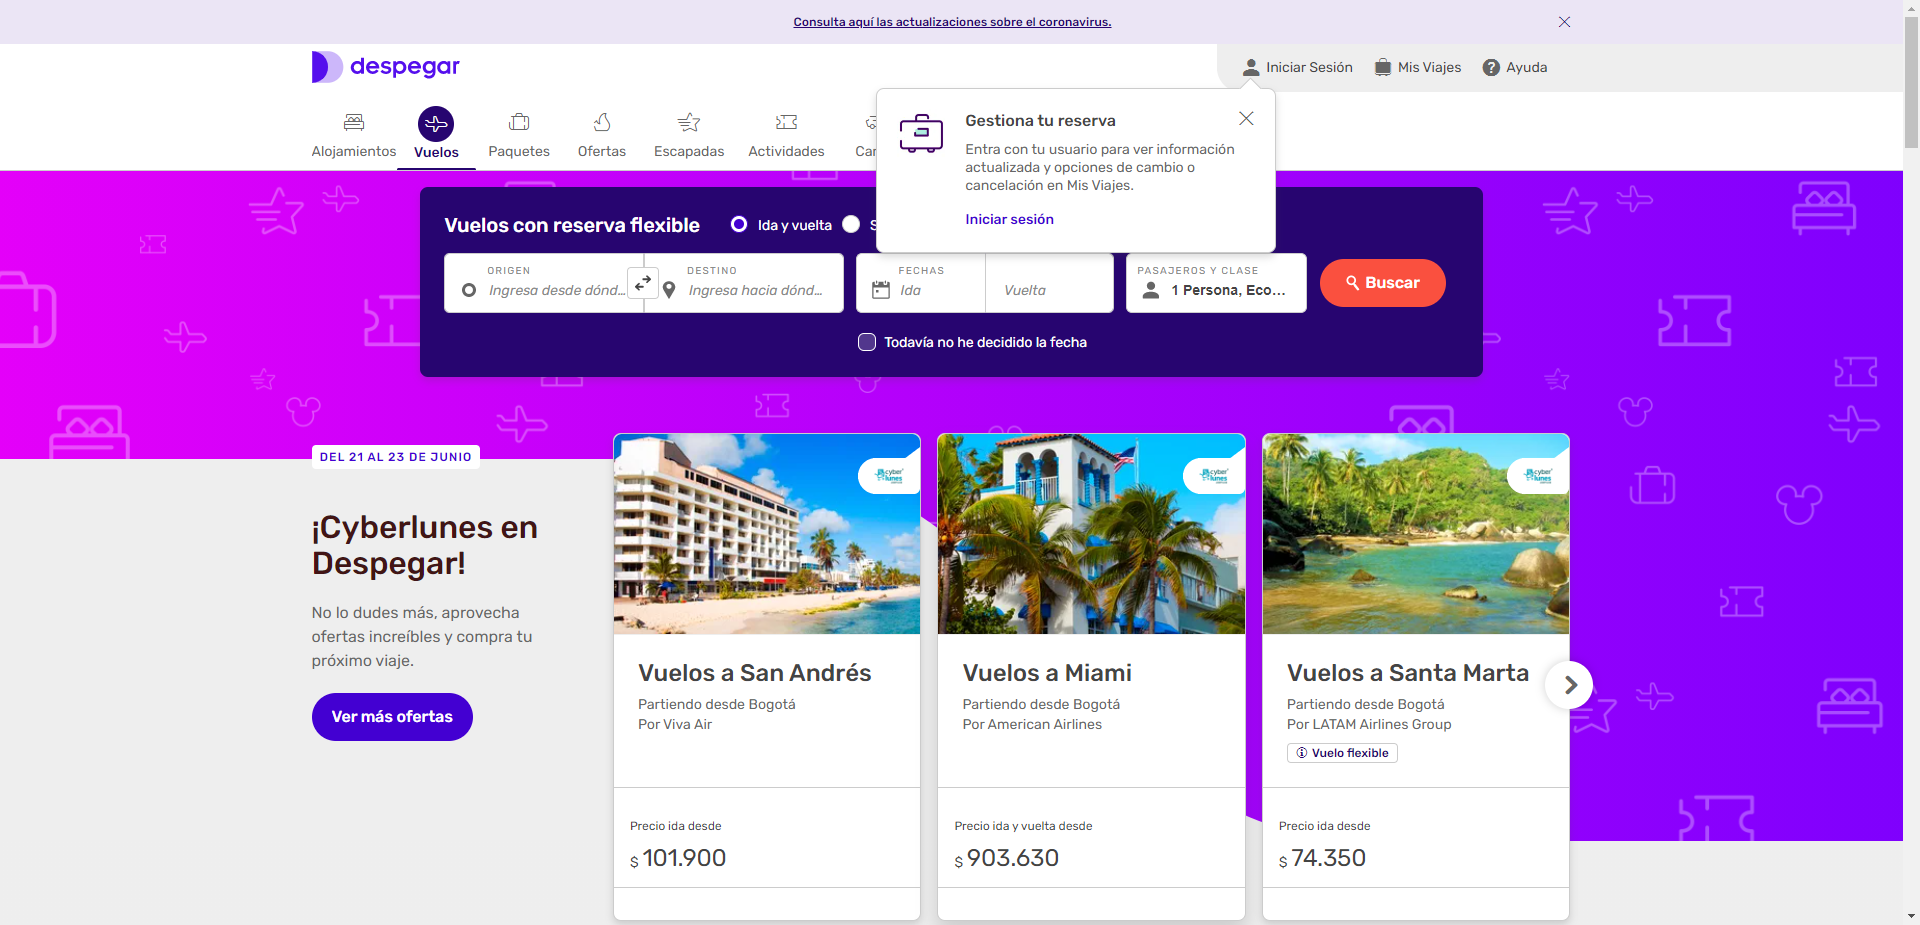 Consulta aquí las actualizaciones sobre el coronavirus.
despegar
Iniciar Sesión
Mis Viajes
Ayuda
Alojamientos
Vuelos
Paquetes
Ofertas
Escapadas
Actividades
Gestiona tu reserva
Entra con tu usuario para ver información
actualizada y opciones de cambio o
cancelación en Mis Viajes.
Iniciar sesión
Vuelos con reserva flexible
Ida y vuelta
ORIGEN
Ingresa desde dónd...
DESTINO
Ingresa hacia dónd...
FECHAS
Ida
Vuelta
PASAJEROS Y CLASE
1 Persona, Eco...
Buscar
Todavía no he decidido la fecha
DEL 21 AL 23 DE JUNIO
¡Cyberlunes en
Despegar!
No lo dudes más, aprovecha
ofertas increíbles y compra tu
próximo viaje.
Ver más ofertas
cyber
lunes
Vuelos a San Andrés
Partiendo desde Bogotá
Por Viva Air
Precio ida desde
$ 101.900
cyber
lunes
Vuelos a Miami
Partiendo desde Bogotá
Por American Airlines
Precio ida y vuelta desde
$ 903.630
cyber
lunes
Vuelos a Santa Marta
Partiendo desde Bogotá
Por LATAM Airlines Group
Vuelo flexible
Precio ida desde
$ 74.350